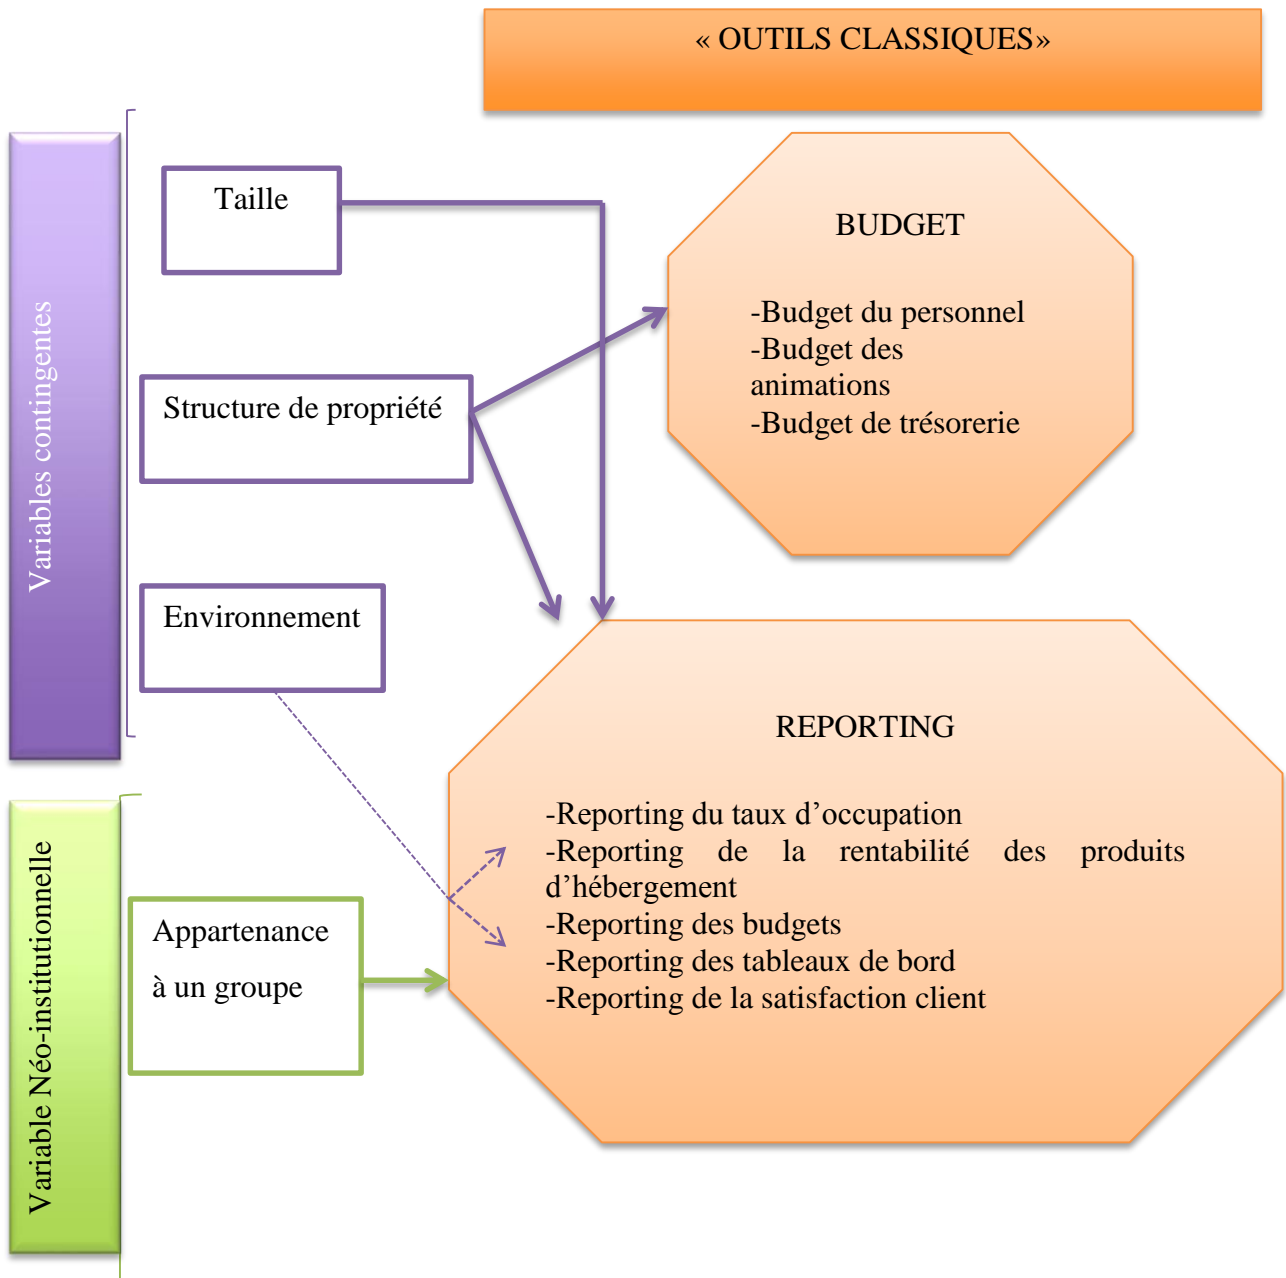 « OUTILS CLASSIQUES»
Variables contingentes
Taille
Structure de propriété
Environnement
BUDGET
-Budget du personnel
-Budget des
animations
-Budget de trésorerie
Variable Néo-institutionnelle
Appartenance
à un groupe
REPORTING
-Reporting du taux d’occupation
-Reporting de la rentabilité des produits
d’hébergement
-Reporting des budgets
-Reporting des tableaux de bord
-Reporting de la satisfaction client